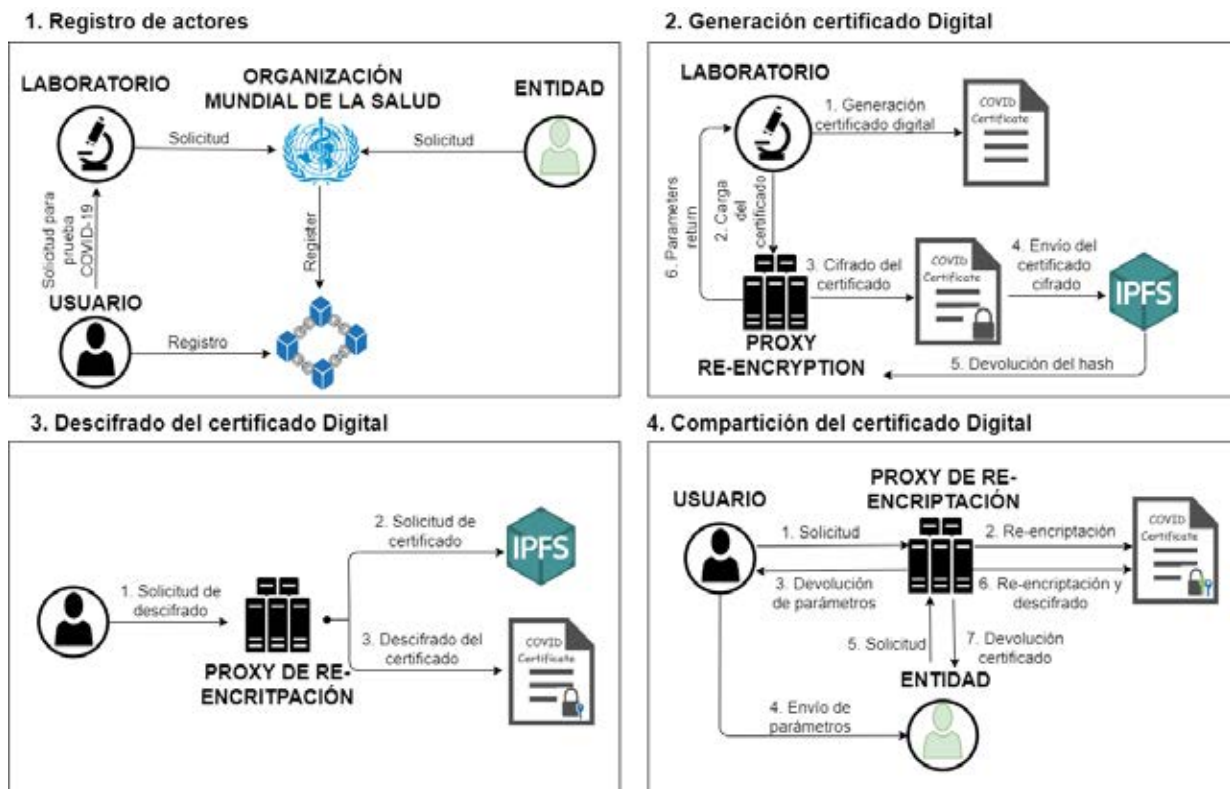 1. Registro de actores
LABORATORIO
ORGANIZACIÓN
MUNDIAL DE LA SALUD
ENTIDAD
Solicitud
Solicitud
Solicitud para
prueba
COVID-19
Register
USUARIO
Registro
2. Generación certificado Digital
LABORATORIO
1. Generación
certificado digital
COVID
Certificate
6. Parameters
return
2. Carga
del
certificado
3. Cifrado del
certificado
COVID
Certificate
4. Envío del
certificado
cifrado
IPFS
PROXY
RE-ENCRYPTION
5. Devolución del hash
3. Descifrado del certificado Digital
2. Solicitud de
certificado
IPFS
1. Solicitud de
descifrado
3. Descifrado del
certificado
COVID
Certificate
PROXY DE RE-
ENCRITPACIÓN
4. Compartición del certificado Digital
USUARIO
PROXY DE RE-
ENCRIPTACIÓN
1. Solicitud
2. Re-encriptación
COVID
Certificate
3. Devolución
de parámetros
6. Re-encriptación y
descifrado
5. Solicitud
7. Devolución
certificado
ENTIDAD
4. Envío de
parámetros